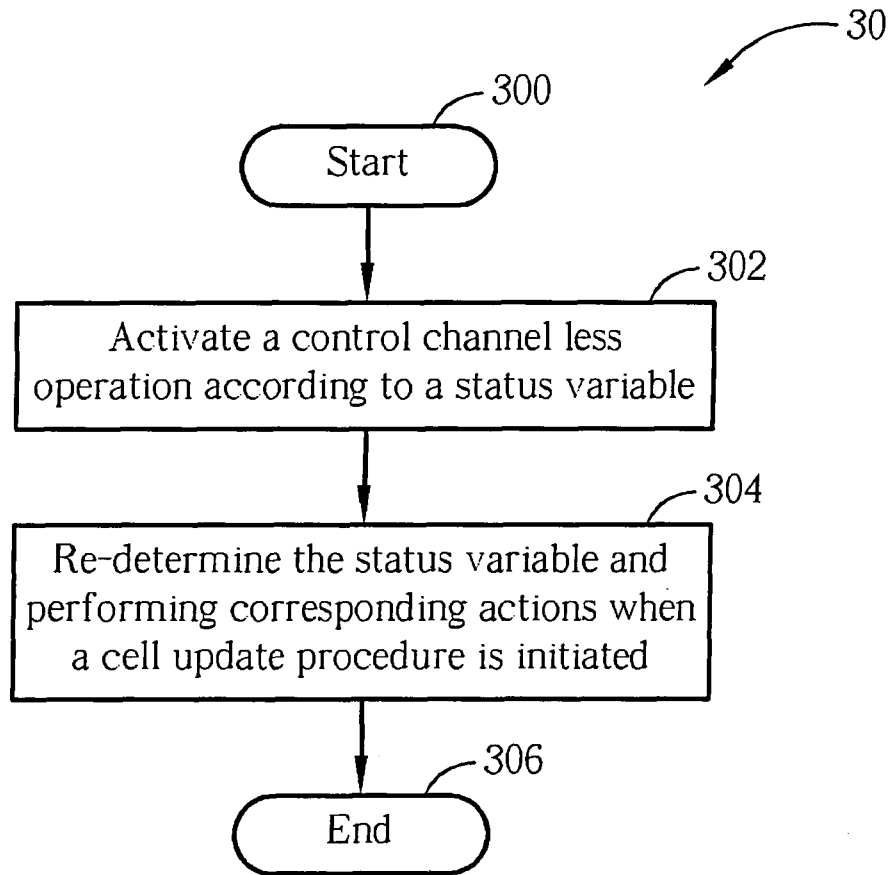 30
300
Start
302
Activate a control channel less
operation according to a status variable
304
Re-determine the status variable and
performing corresponding actions when
a cell update procedure is initiated
306
End